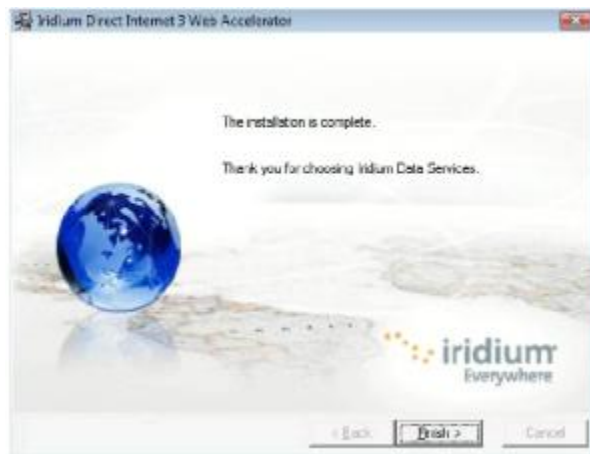 Iridium Direct Internet 3 Web Accelerator
The installation is complete.
Thank you for choosing Iridium Data Services.
iridium
Everywhere
< Back
Finish >
Cancel